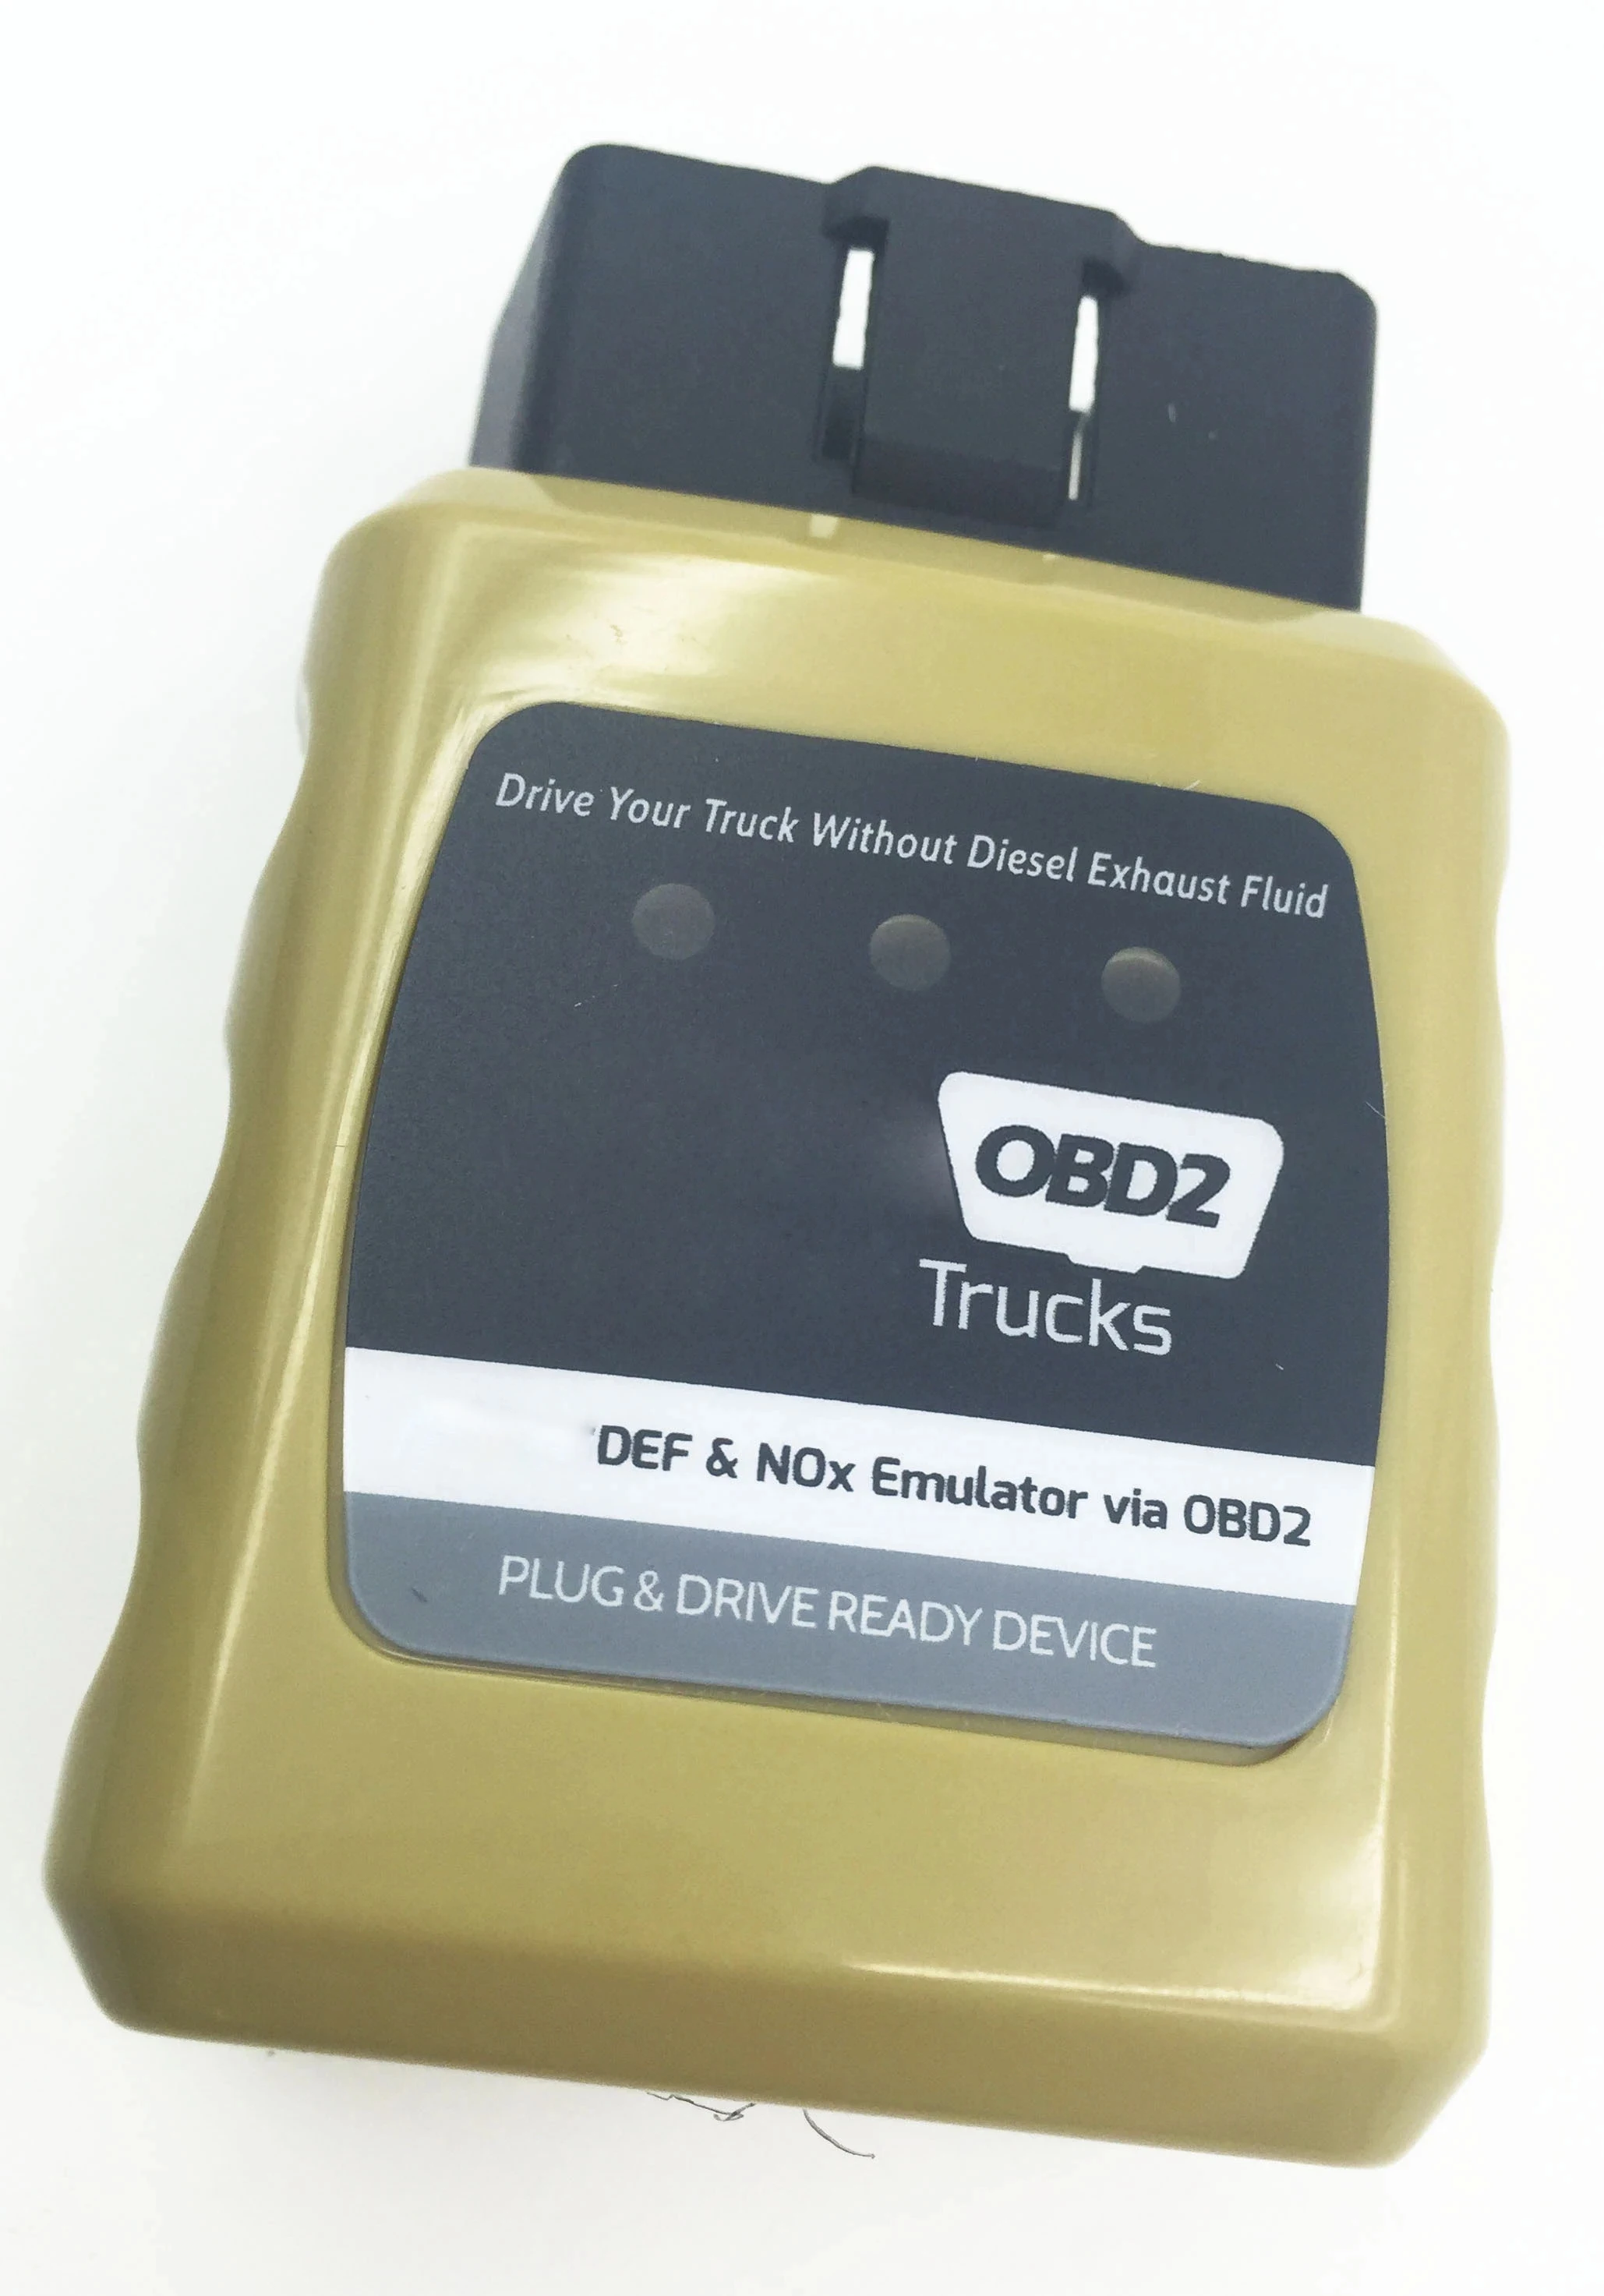 Drive Your Truck Without Diesel Exhaust Fluid
OBD2
Trucks
DEF & NOx Emulator via OBD2
PLUG & DRIVE READY DEVICE